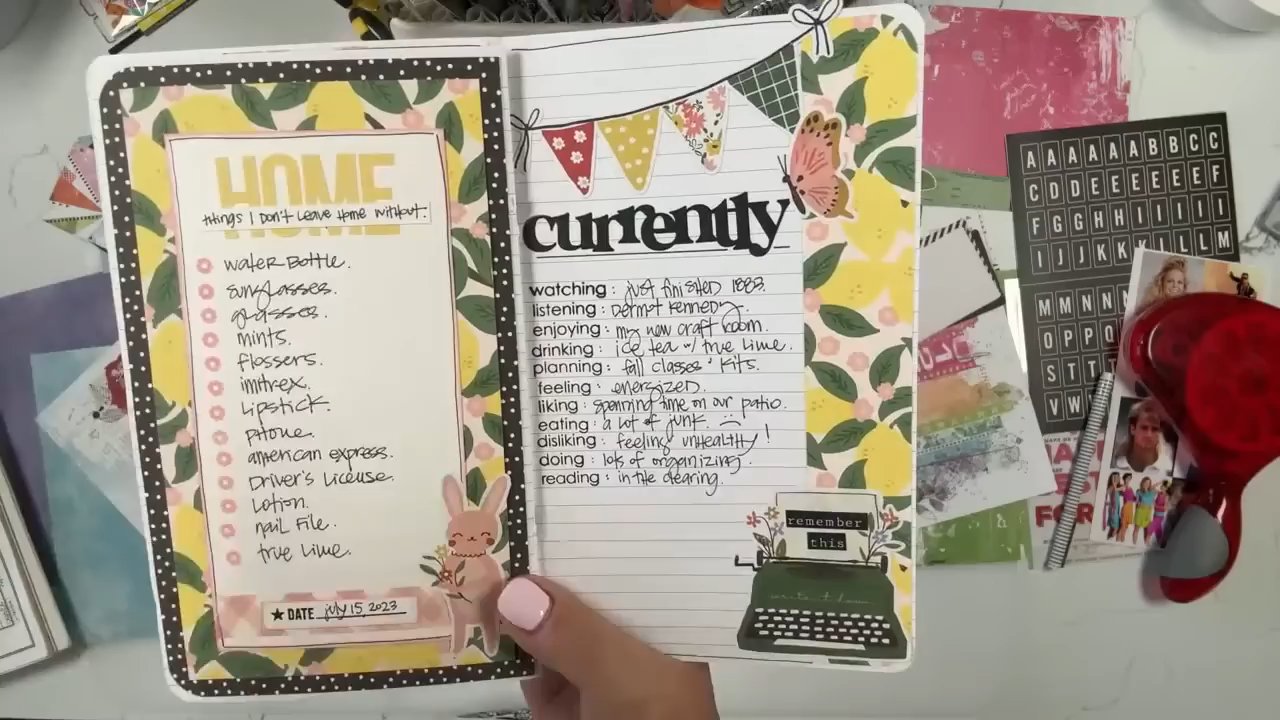 HOME
things I Don't Leave Home without.
water Bottle.
sunglasses.
glasses.
mints.
flossers.
imitrex.
Lipstick.
phone.
american express.
Driver's License.
Lotion.
nail file.
true lime.
★ DATE july 15, 2023
currently
watching: just finished 1883
listening: Dermot Kennedy.
enjoying: my new craft room.
drinking: ice tea w/ true lime.
planning: fall classes + kits.
feeling: energized.
liking: spending time on our patio.
eating: a lot of junk.
disliking: feeling unhealthy!
doing: lots of organizing.
reading: in the clearing.
remember
this
A A A A A A B B C C
C D D E E E E E E F
F G G H H I I I I I
I J J K K L L M
M M N N N
O P P O
S T T T
V W